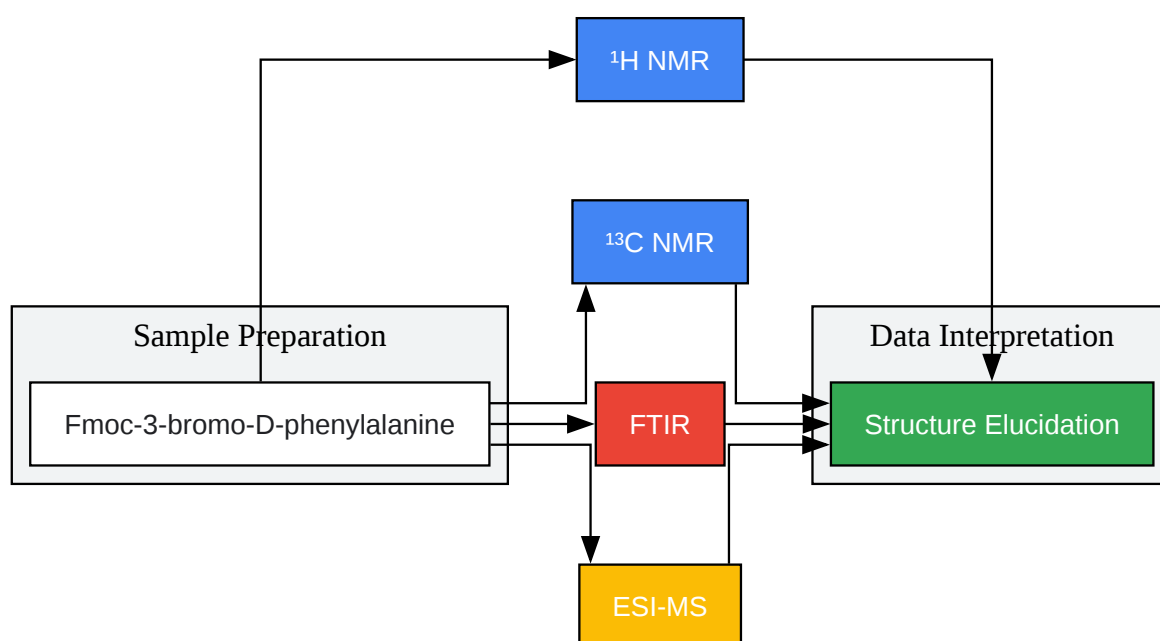 ¹H NMR
¹³C NMR
Sample Preparation
Data Interpretation
Fmoc-3-bromo-D-phenylalanine
FTIR
Structure Elucidation
ESI-MS